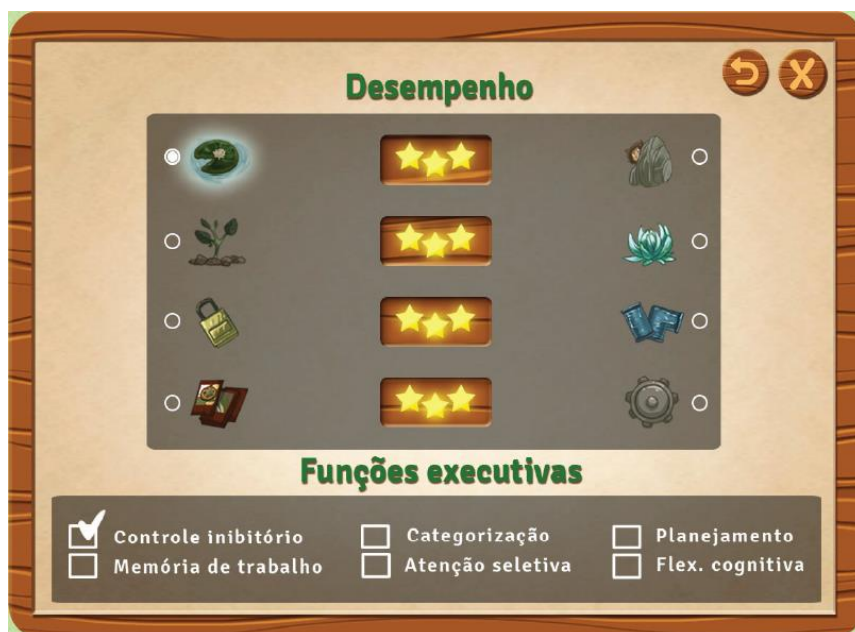 Desempenho
Funções executivas
Controle inibitório
Categorização
Planejamento
Memória de trabalho
Atenção seletiva
Flex. cognitiva